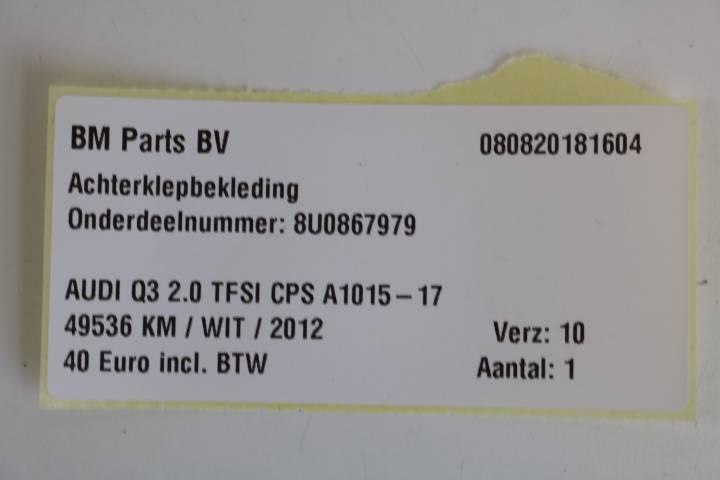 BM Parts BV 080820181604
Achterklepbekleding
Onderdeelnummer: 8U0867979
AUDI Q3 2.0 TFSI CPS A1015-17
49536 KM / WIT / 2012 Verz: 10
40 Euro incl. BTW Aantal: 1